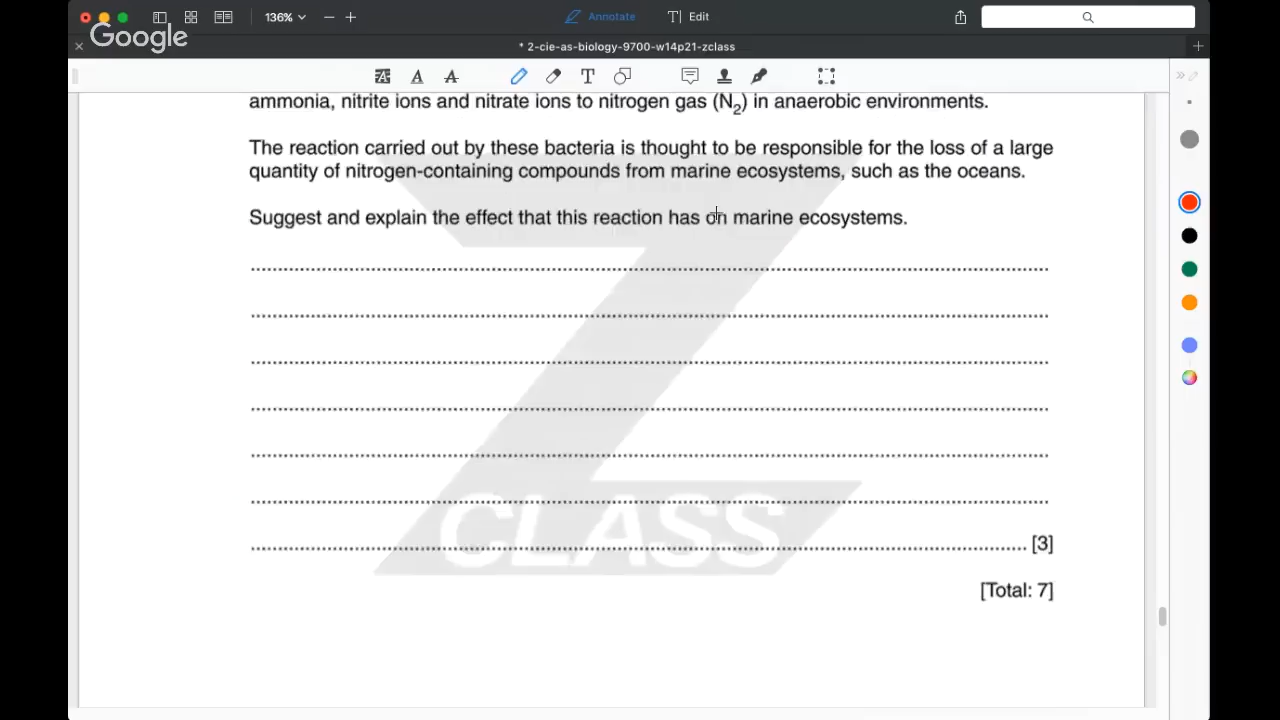 136%
Annotate
T Edit
Google
* 2-cie-as-biology-9700-w14p21-zclass
ammonia, nitrite ions and nitrate ions to nitrogen gas (N2) in anaerobic environments.
The reaction carried out by these bacteria is thought to be responsible for the loss of a large
quantity of nitrogen-containing compounds from marine ecosystems, such as the oceans.
Suggest and explain the effect that this reaction has on marine ecosystems.
[3]
[Total: 7]
CLASS